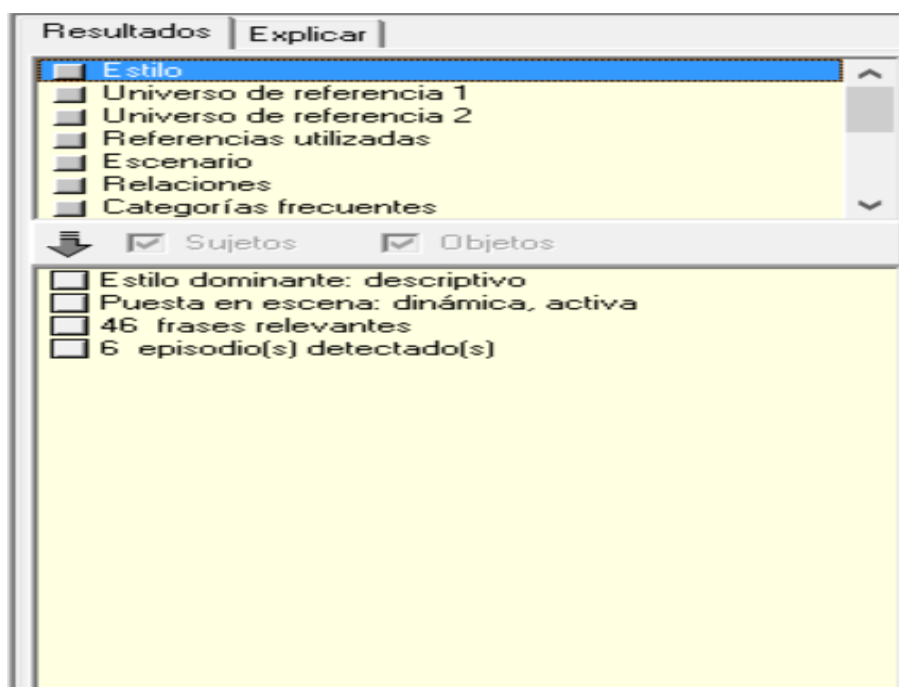 Resultados Explicar
Estilo
Universo de referencia 1
Universo de referencia 2
Referencias utilizadas
Escenario
Relaciones
Categorías frecuentes
Sujetos Objetos
Estilo dominante: descriptivo
Puesta en escena: dinámica, activa
46 frases relevantes
6 episodio(s) detectado(s)